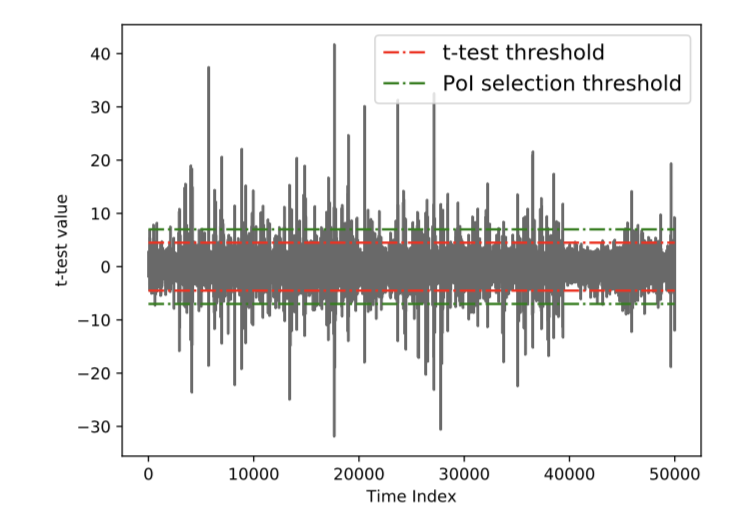 t-test threshold
PoI selection threshold
40
30
20
10
0
−10
−20
−30
t-test value
0 10000 20000 30000 40000 50000
Time Index